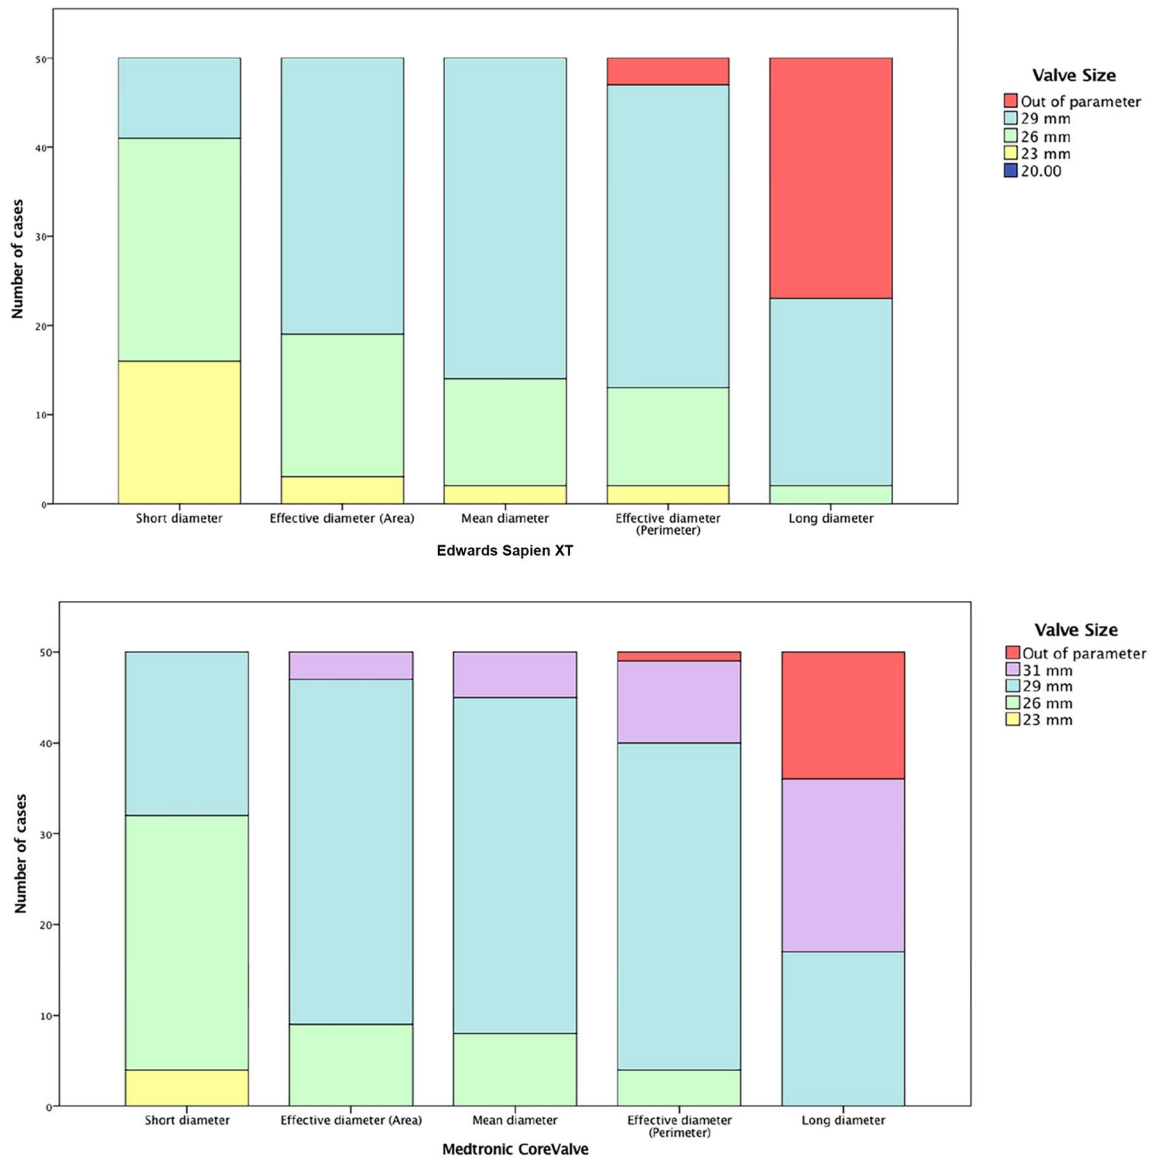 50
40
30
20
10
0
Number of cases
Short diameter
Effective diameter (Area)
Mean diameter
Effective diameter
(Perimeter)
Long diameter
Edwards Sapien XT
Valve Size
Out of parameter
29 mm
26 mm
23 mm
20.00
50
40
30
20
10
0
Number of cases
Short diameter
Effective diameter (Area)
Mean diameter
Effective diameter
(Perimeter)
Long diameter
Medtronic CoreValve
Valve Size
Out of parameter
31 mm
29 mm
26 mm
23 mm